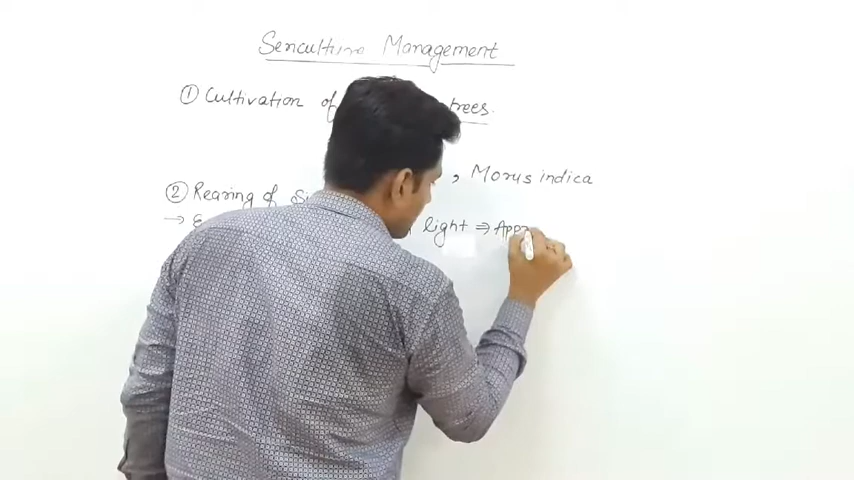 Sericulture Management
① Cultivation of trees.
, Morus indica
② Rearing of
→ light ⇒ App